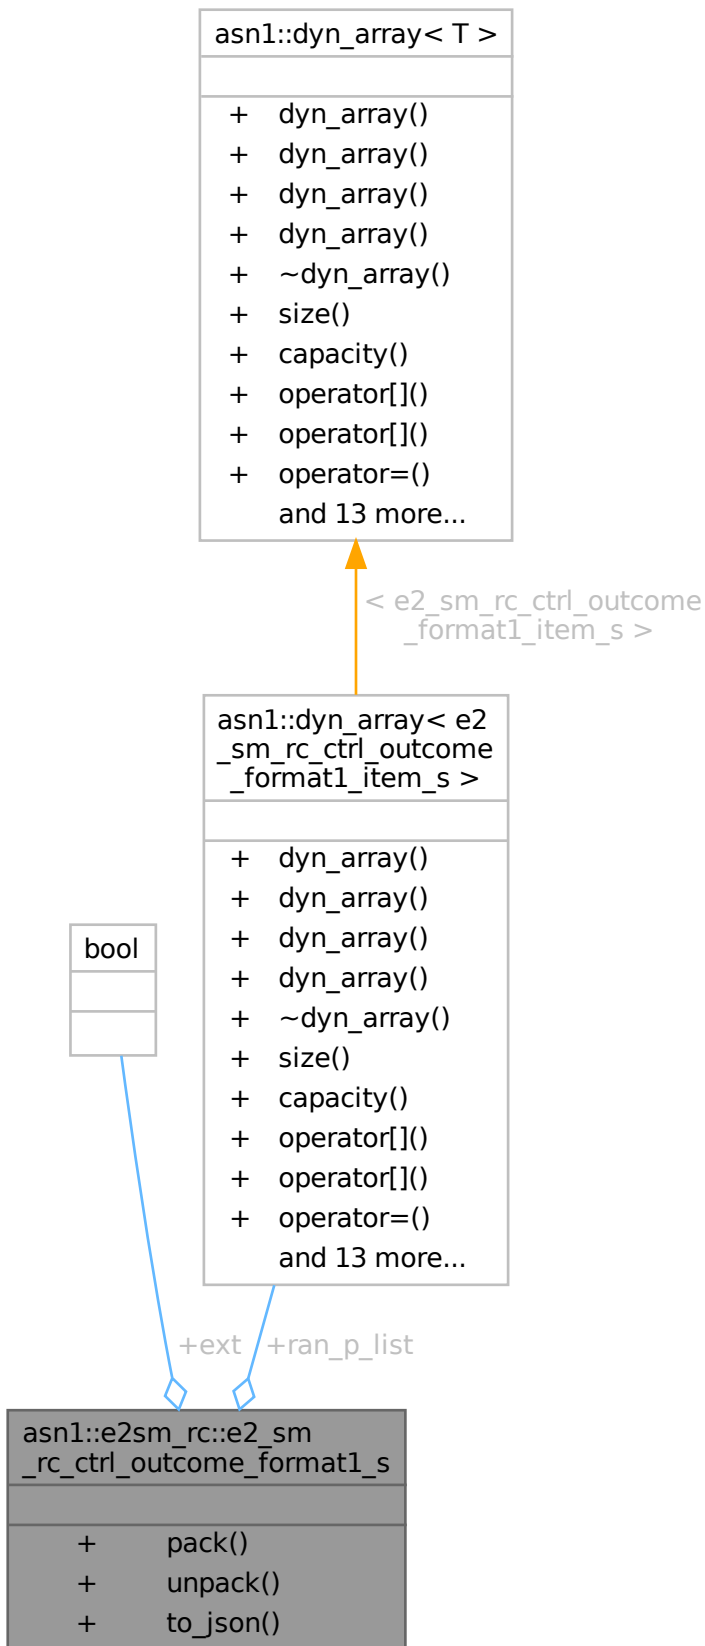 asn1::dyn_array< T >
+ dyn_array()
+ dyn_array()
+ dyn_array()
+ dyn_array()
+ ~dyn_array()
+ size()
+ capacity()
+ operator[]()
+ operator[]()
+ operator=()
and 13 more...
< e2_sm_rc_ctrl_outcome
_format1_item_s >
asn1::dyn_array< e2
_sm_rc_ctrl_outcome
_format1_item_s >
+ dyn_array()
+ dyn_array()
+ dyn_array()
+ dyn_array()
+ ~dyn_array()
+ size()
+ capacity()
+ operator[]()
+ operator[]()
+ operator=()
and 13 more...
bool
+ext
+ran_p_list
asn1::e2sm_rc::e2_sm
_rc_ctrl_outcome_format1_s
+ pack()
+ unpack()
+ to_json()